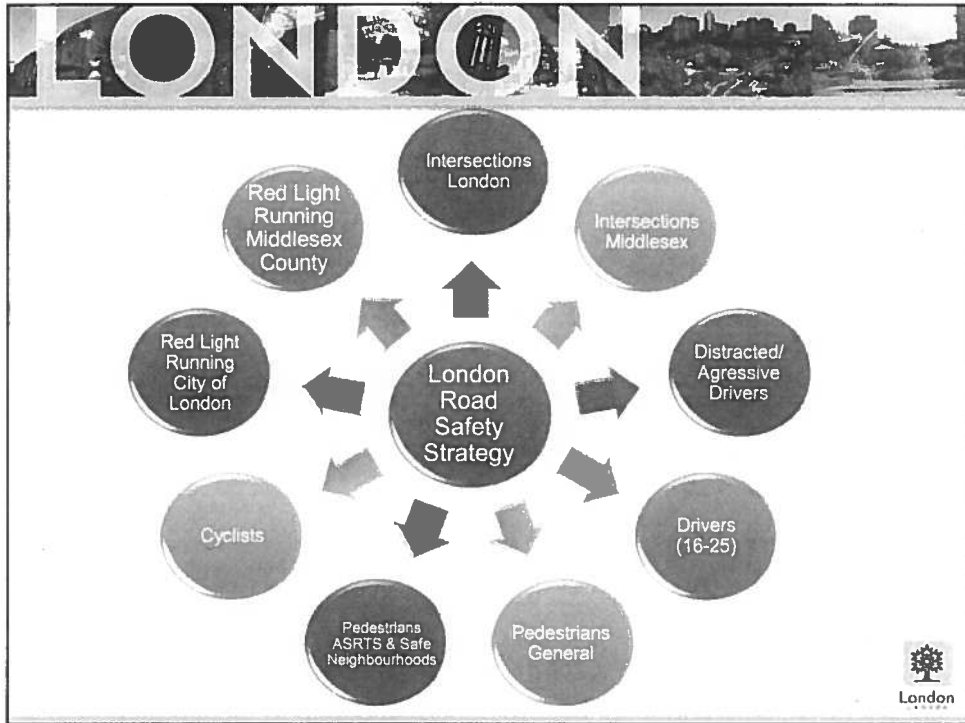 LONDON
Intersections
London
Intersections
Middlesex
Distracted/
Agressive
Drivers
Drivers
(16-25)
Pedestrians
General
Pedestrians
ASRTS & Safe
Neighbourhoods
Cyclists
Red Light
Running
City of
London
Red Light
Running
Middlesex
County
London
Road
Safety
Strategy
London